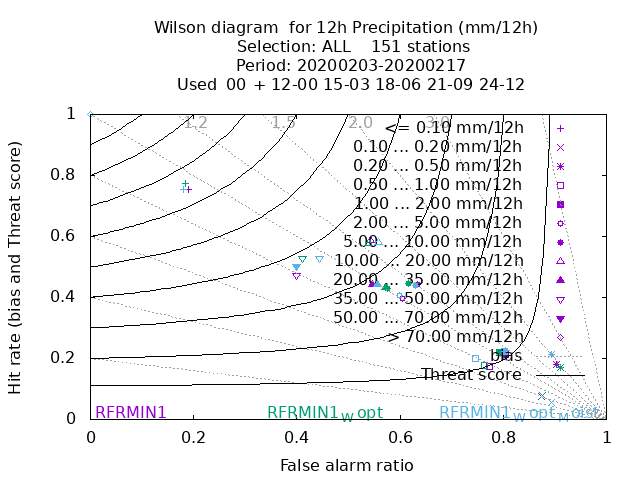 Wilson diagram  for 12h Precipitation (mm/12h)
Selection: ALL    151 stations
Period: 20200203-20200217
Used  00 + 12-00 15-03 18-06 21-09 24-12
Hit rate (bias and Threat score)
1
0.8
0.6
0.4
0.2
0
1.2 1.5 2.0 3.0
<= 0.10 mm/12h
0.10 ... 0.20 mm/12h
0.20 ... 0.50 mm/12h
0.50 ... 1.00 mm/12h
1.00 ... 2.00 mm/12h
2.00 ... 5.00 mm/12h
5.00 ... 10.00 mm/12h
10.00 ... 20.00 mm/12h
20.00 ... 35.00 mm/12h
35.00 ... 50.00 mm/12h
50.00 ... 70.00 mm/12h
> 70.00 mm/12h
bias
Threat score
RFRMIN1 RFRMIN1_W opt
0 0.2 0.4 0.6 0.8 1
False alarm ratio